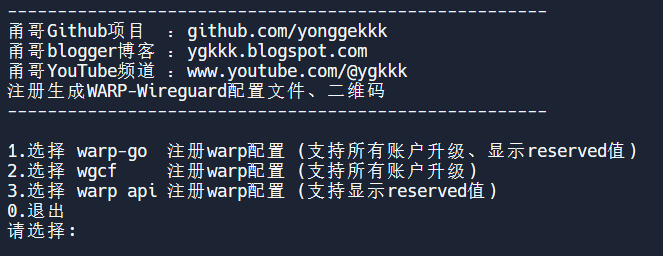 ------------------------------------------------------
甬哥Github项目  ：github.com/yonggekkk
甬哥blogger博客 ：ygkkk.blogspot.com
甬哥YouTube频道 ：www.youtube.com/@ygkkk
注册生成WARP-Wireguard配置文件、二维码
------------------------------------------------------
1.选择 warp-go  注册warp配置 (支持所有账户升级、显示reserved值)
2.选择 wgcf     注册warp配置 (支持所有账户升级)
3.选择 warp api 注册warp配置 (支持显示reserved值)
0.退出
请选择: